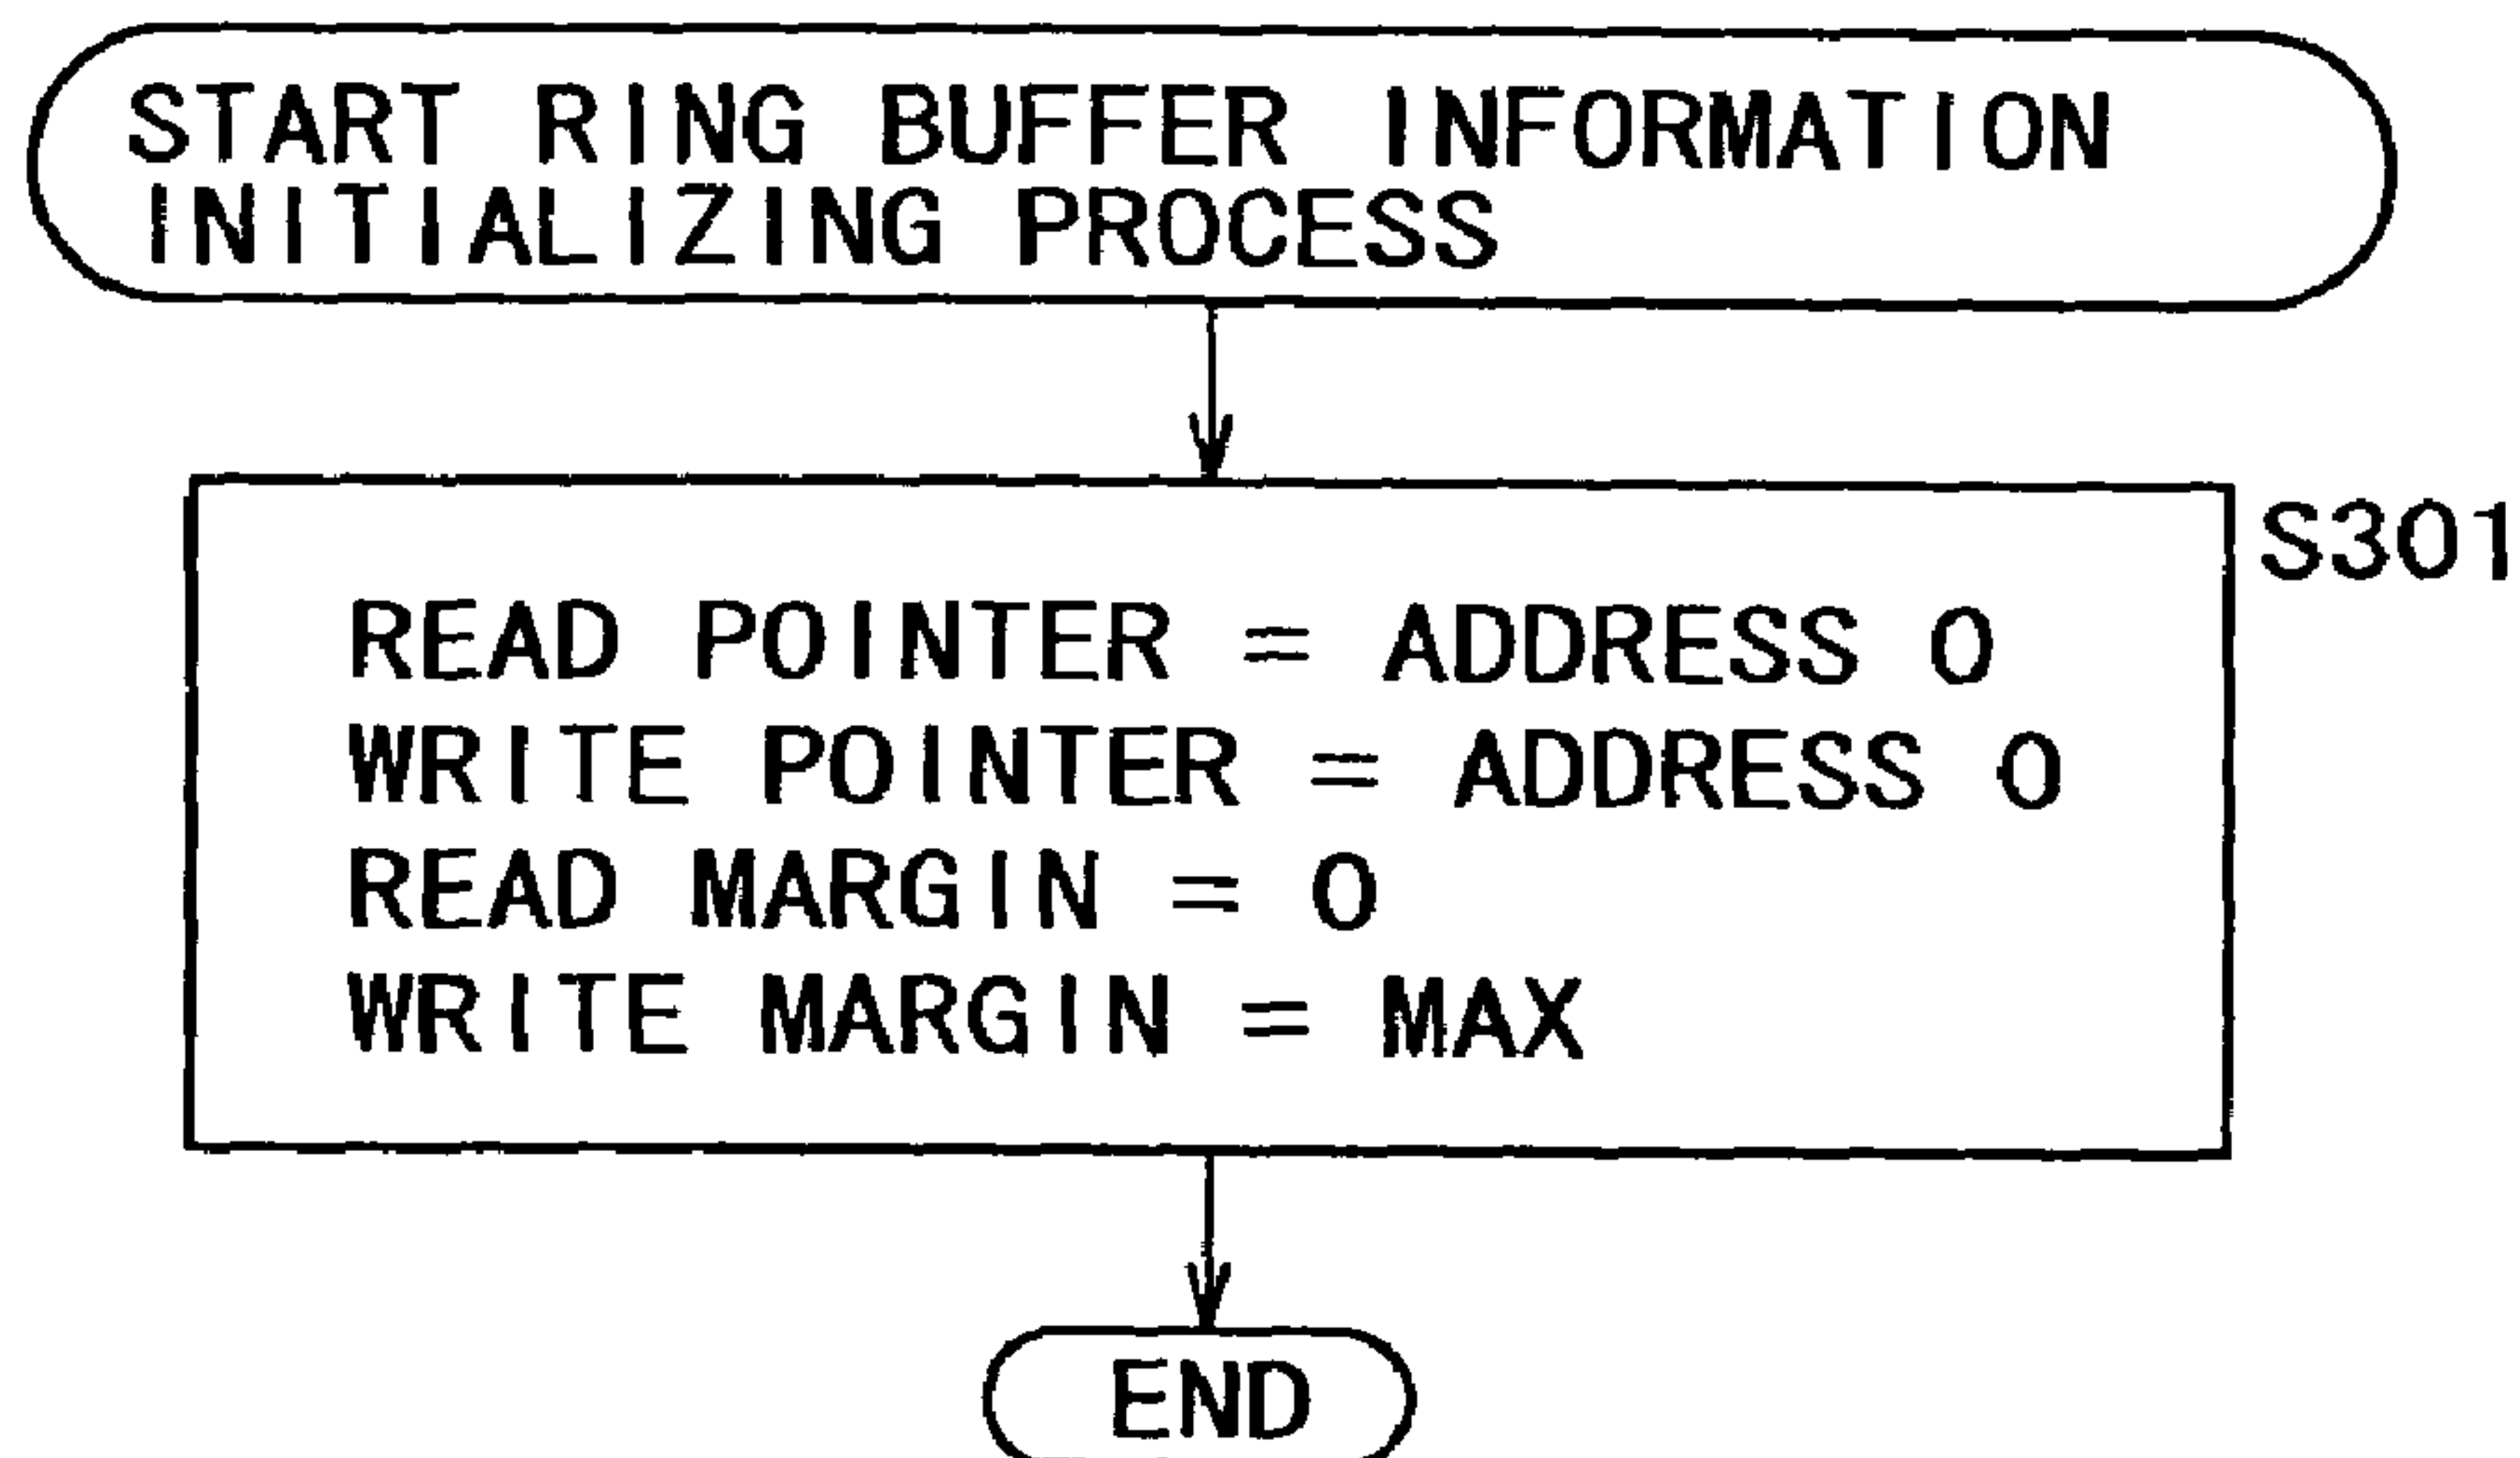 START RING BUFFER INFORMATION
INITIALIZING PROCESS
S301
READ POINTER = ADDRESS 0
WRITE POINTER = ADDRESS 0
READ MARGIN = 0
WRITE MARGIN = MAX
END